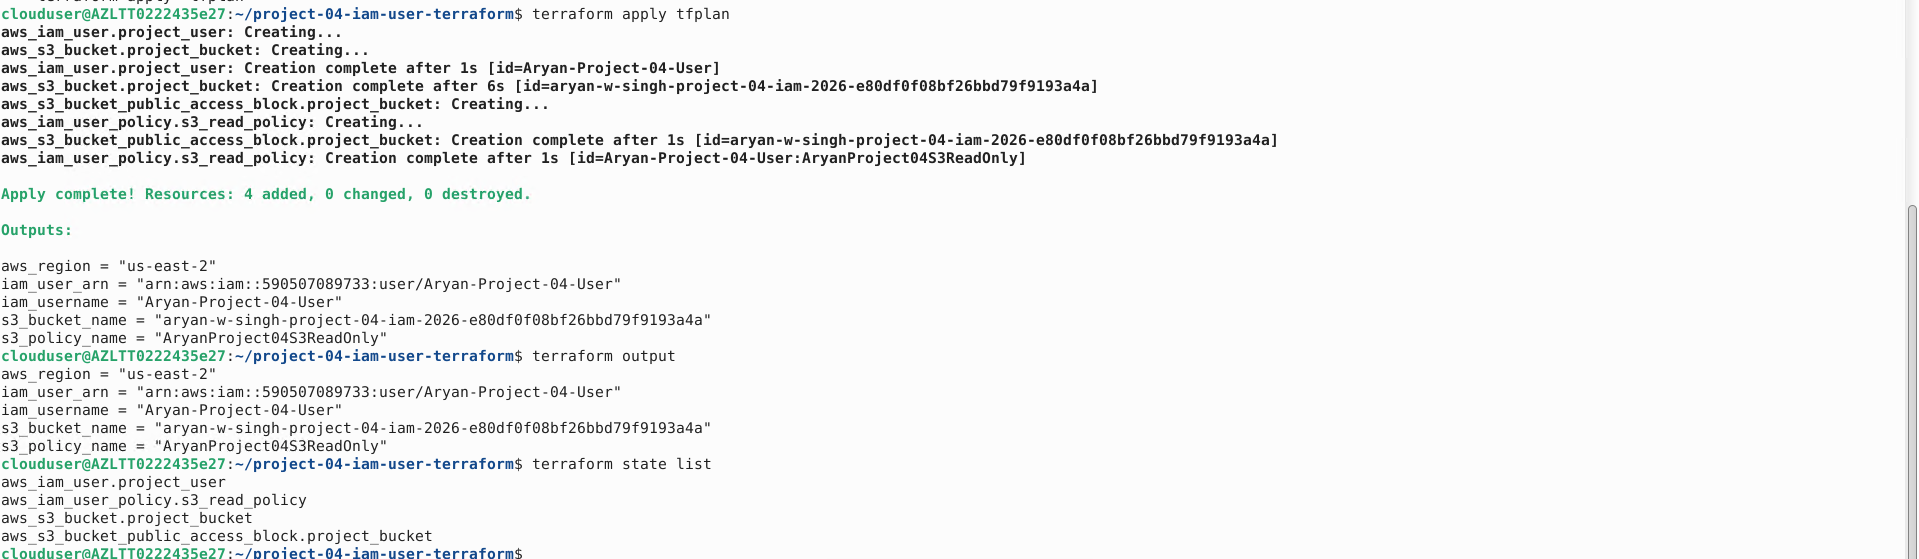 clouduser@AZLTT0222435e27:~/project-04-iam-user-terraform$ terraform apply tfplan
aws_iam_user.project_user: Creating...
aws_s3_bucket.project_bucket: Creating...
aws_iam_user.project_user: Creation complete after 1s [id=Aryan-Project-04-User]
aws_s3_bucket.project_bucket: Creation complete after 6s [id=aryan-w-singh-project-04-iam-2026-e80df0f08bf26bbd79f9193a4a]
aws_s3_bucket_public_access_block.project_bucket: Creating...
aws_iam_user_policy.s3_read_policy: Creating...
aws_s3_bucket_public_access_block.project_bucket: Creation complete after 1s [id=aryan-w-singh-project-04-iam-2026-e80df0f08bf26bbd79f9193a4a]
aws_iam_user_policy.s3_read_policy: Creation complete after 1s [id=Aryan-Project-04-User:AryanProject04S3ReadOnly]
Apply complete! Resources: 4 added, 0 changed, 0 destroyed.
Outputs:
aws_region = "us-east-2"
iam_user_arn = "arn:aws:iam::590507089733:user/Aryan-Project-04-User"
iam_username = "Aryan-Project-04-User"
s3_bucket_name = "aryan-w-singh-project-04-iam-2026-e80df0f08bf26bbd79f9193a4a"
s3_policy_name = "AryanProject04S3ReadOnly"
clouduser@AZLTT0222435e27:~/project-04-iam-user-terraform$ terraform output
aws_region = "us-east-2"
iam_user_arn = "arn:aws:iam::590507089733:user/Aryan-Project-04-User"
iam_username = "Aryan-Project-04-User"
s3_bucket_name = "aryan-w-singh-project-04-iam-2026-e80df0f08bf26bbd79f9193a4a"
s3_policy_name = "AryanProject04S3ReadOnly"
clouduser@AZLTT0222435e27:~/project-04-iam-user-terraform$ terraform state list
aws_iam_user.project_user
aws_iam_user_policy.s3_read_policy
aws_s3_bucket.project_bucket
aws_s3_bucket_public_access_block.project_bucket
clouduser@AZLTT0222435e27:~/project-04-iam-user-terraform$